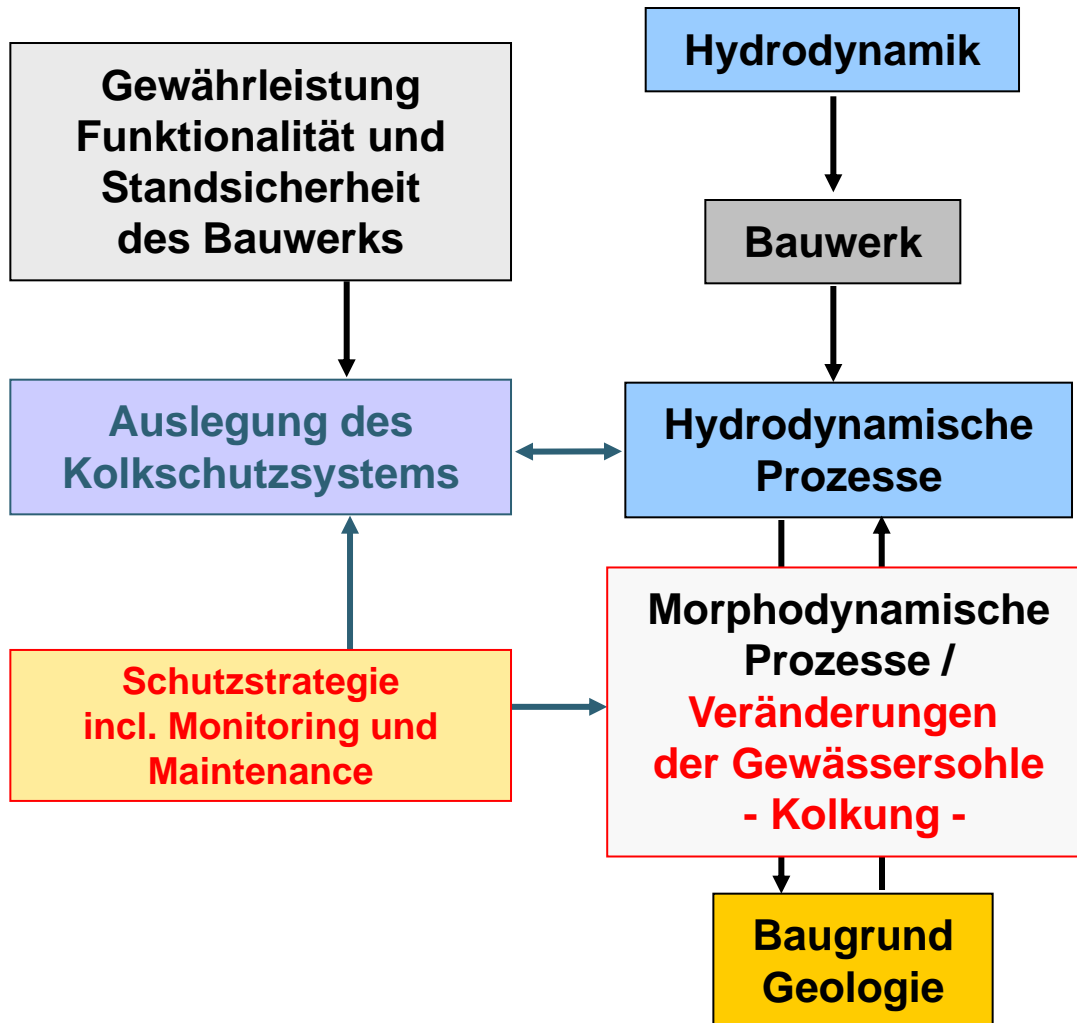 Gewährleistung
Funktionalität und
Standsicherheit
des Bauwerks
Hydrodynamik
Bauwerk
Auslegung des
Kolkschutzsystems
Hydrodynamische
Prozesse
Schutzstrategie
incl. Monitoring und
Maintenance
Morphodynamische
Prozesse /
Veränderungen
der Gewässersohle
- Kolkung -
Baugrund
Geologie